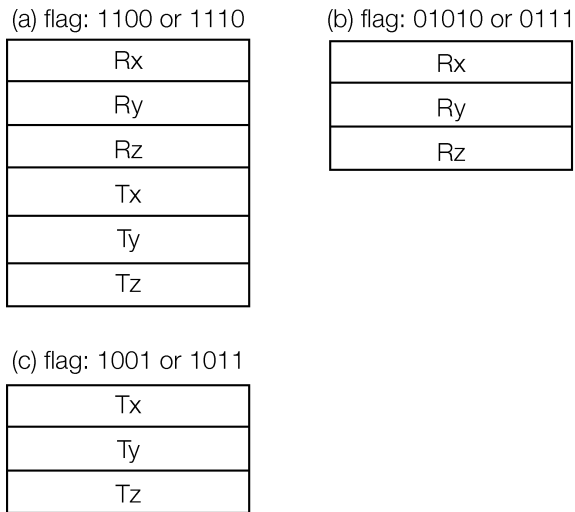 (a) flag: 1100 or 1110
Rx
Ry
Rz
Tx
Ty
Tz
(b) flag: 01010 or 0111
Rx
Ry
Rz
(c) flag: 1001 or 1011
Tx
Ty
Tz